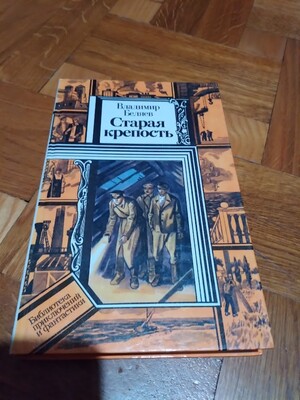 Владимир
Беляев
Старая
крепость
Библиотека
приключений
и фантастики